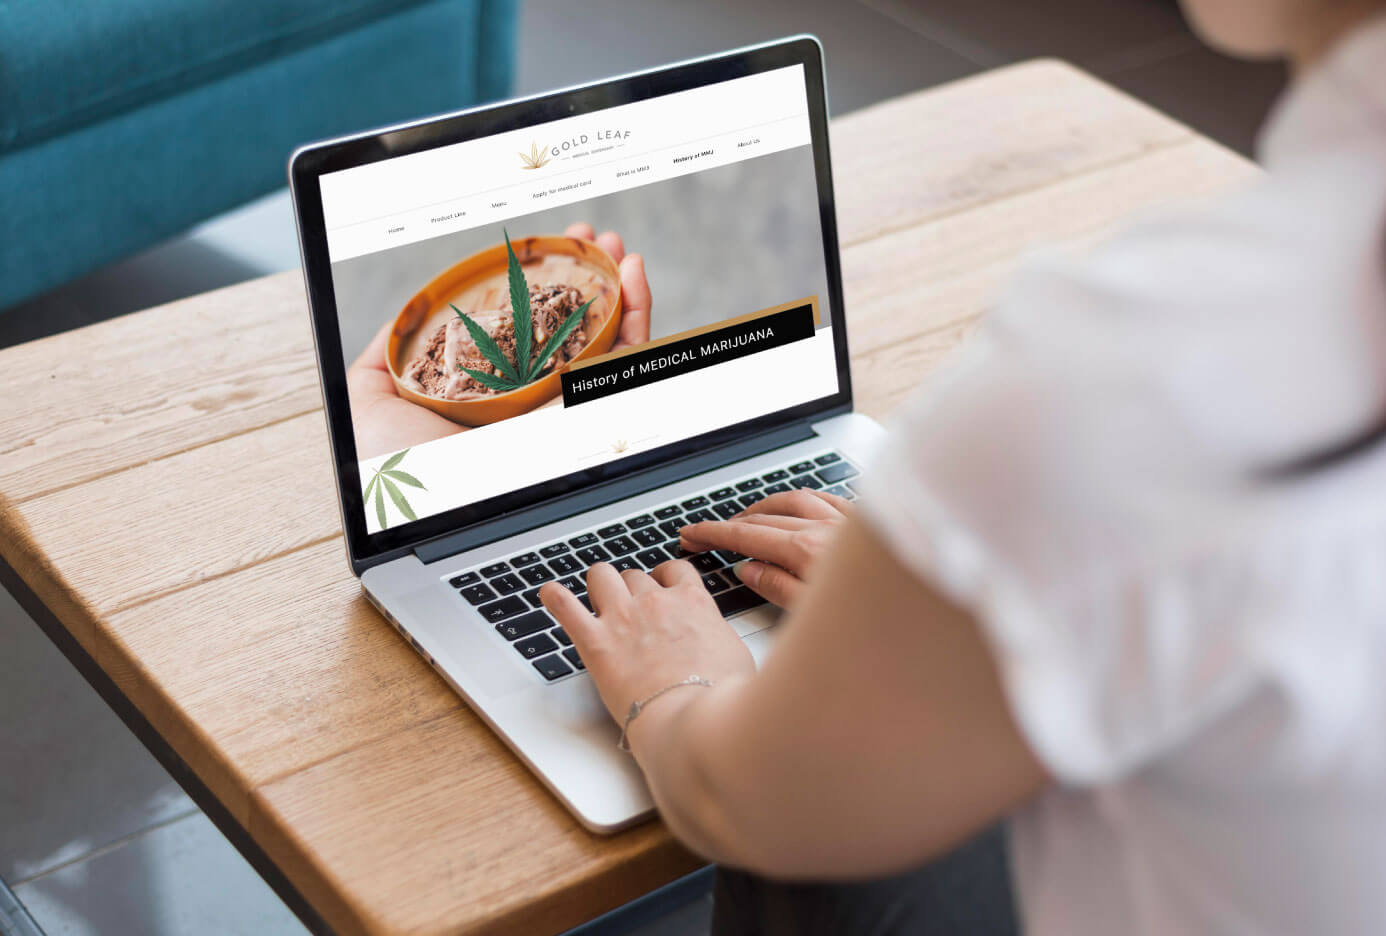 GOLD LEAF
Home Product Line Menu Apply for medical card What is MMJ History of MMJ About Us
History of MEDICAL MARIJUANA